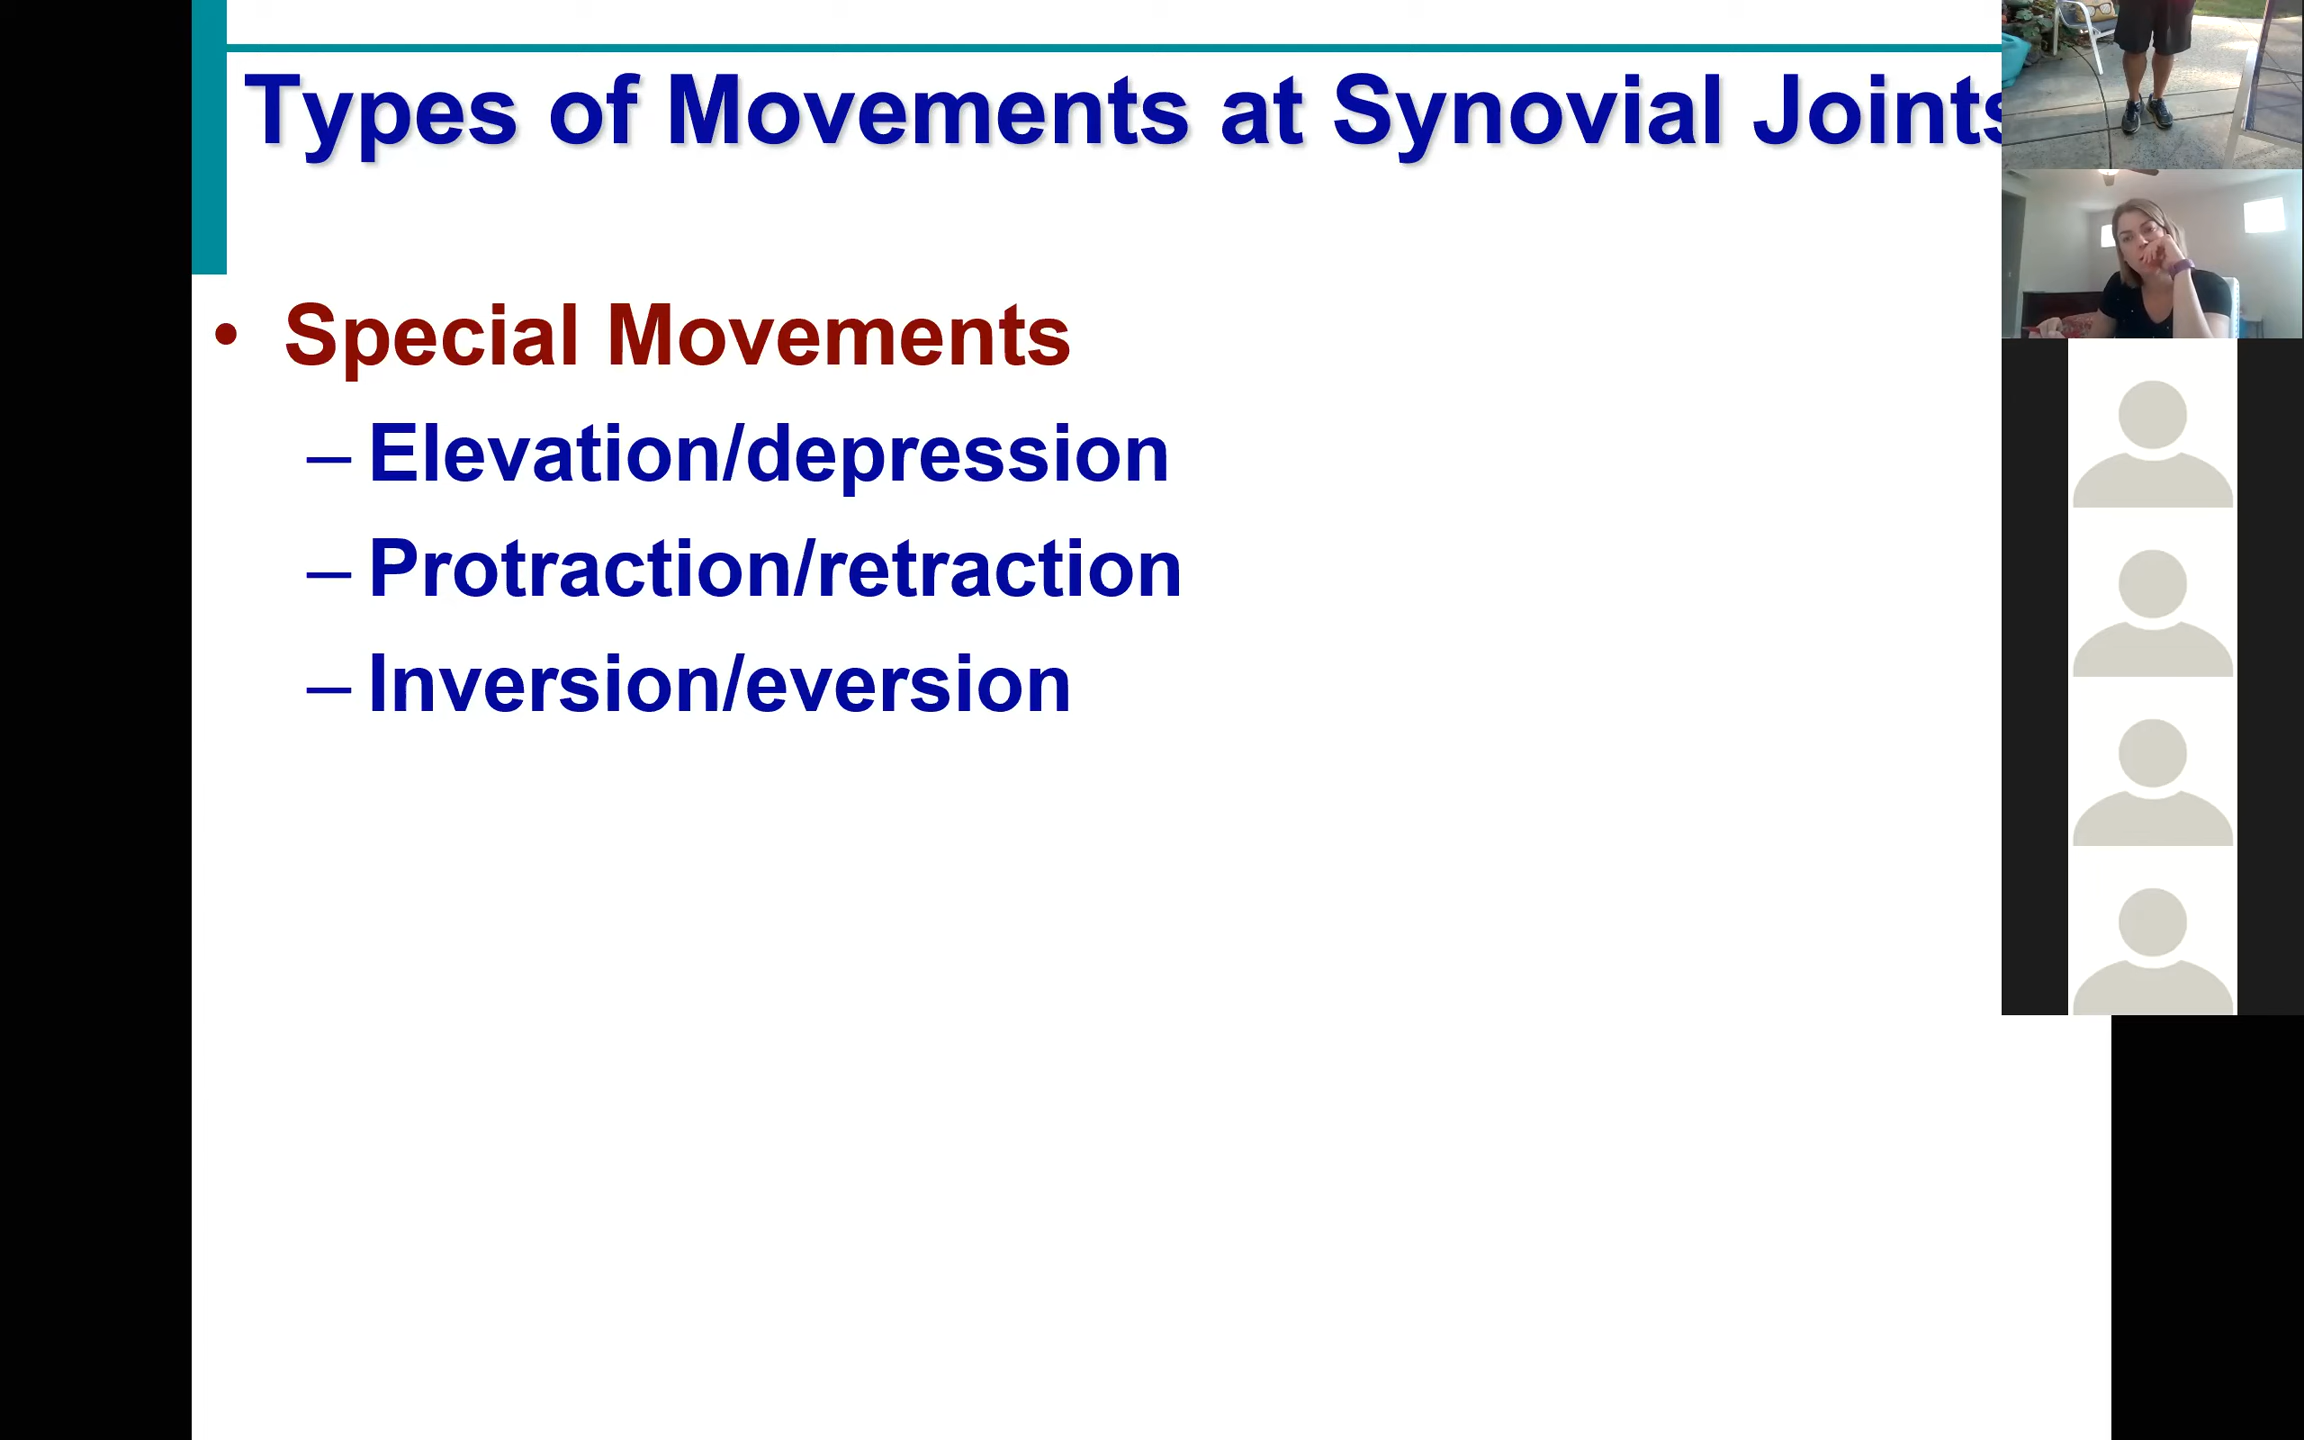 Types of Movements at Synovial Joints
• Special Movements
– Elevation/depression
– Protraction/retraction
– Inversion/eversion